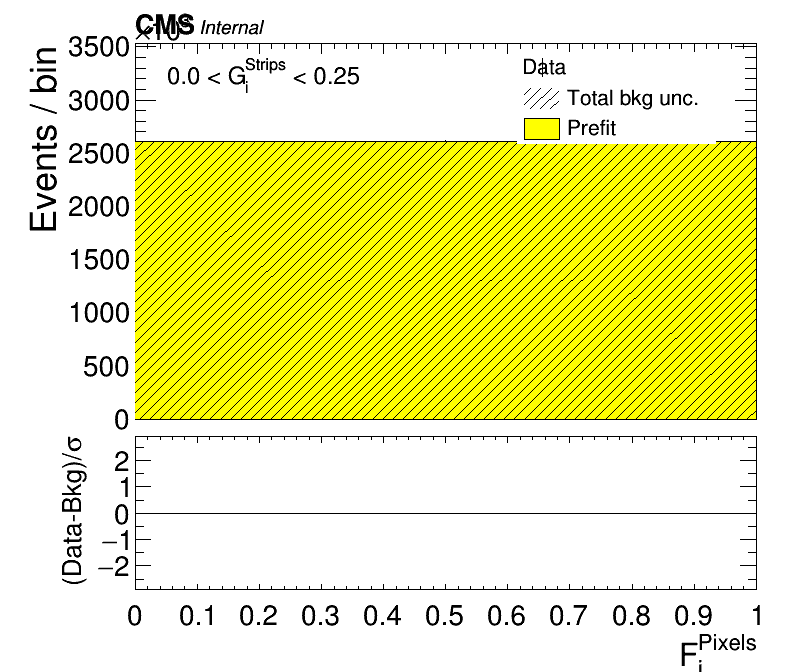 CMS Internal
×10
3500
0.0 < G_i^Strips < 0.25
Data
Total bkg unc.
Prefit
3000
2500
2000
1500
1000
500
0
Events / bin
2
1
0
−1
−2
(Data-Bkg)/σ
0 0.1 0.2 0.3 0.4 0.5 0.6 0.7 0.8 0.9 1
F_i^Pixels